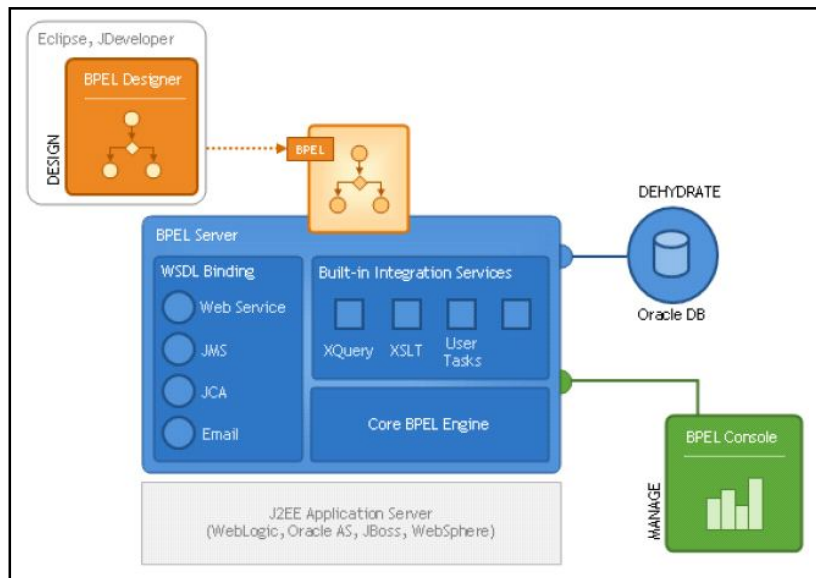 Eclipse, JDeveloper
BPEL Designer
DESIGN
BPEL
DEHYDRATE
BPEL Server
WSDL Binding
Built-in Integration Services
Web Service
XQuery
XSLT
User
Tasks
Oracle DB
JMS
JCA
Email
Core BPEL Engine
BPEL Console
MANAGE
J2EE Application Server
(WebLogic, Oracle AS, JBoss, WebSphere)